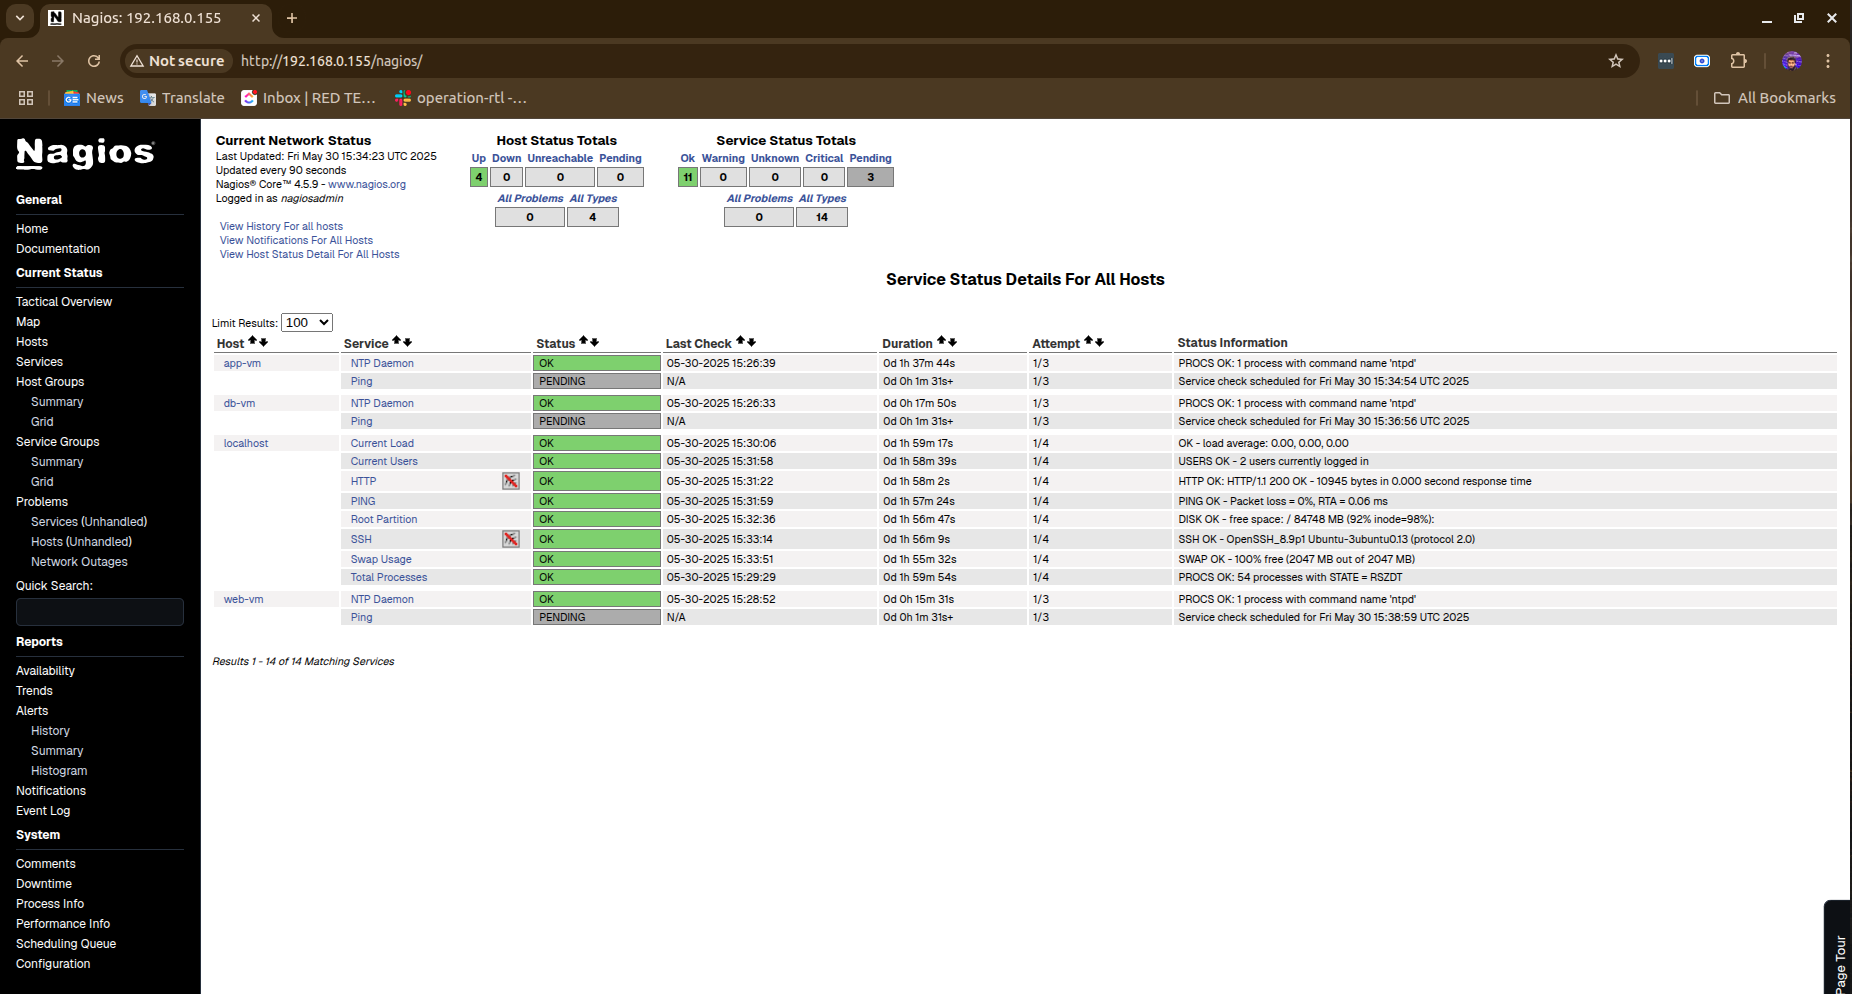 Nagios: 192.168.0.155
Not secure http://192.168.0.155/nagios/
News Translate Inbox | RED TE... operation-rtl -... All Bookmarks
Nagios
General
Home
Documentation
Current Status
Tactical Overview
Map
Hosts
Services
Host Groups
Summary
Grid
Service Groups
Summary
Grid
Problems
Services (Unhandled)
Hosts (Unhandled)
Network Outages
Quick Search:
Reports
Availability
Trends
Alerts
History
Summary
Histogram
Notifications
Event Log
System
Comments
Downtime
Process Info
Performance Info
Scheduling Queue
Configuration
Current Network Status
Last Updated: Fri May 30 15:34:23 UTC 2025
Updated every 90 seconds
Nagios® Core™ 4.5.9 - www.nagios.org
Logged in as nagiosadmin
View History For all hosts
View Notifications For All Hosts
View Host Status Detail For All Hosts
Host Status Totals
Up Down Unreachable Pending
4 0 0 0
All Problems All Types
0 4
Service Status Totals
Ok Warning Unknown Critical Pending
11 0 0 0 3
All Problems All Types
0 14
Service Status Details For All Hosts
Limit Results: 100
Host Service Status Last Check Duration Attempt Status Information
app-vm NTP Daemon OK 05-30-2025 15:26:39 0d 1h 37m 44s 1/3 PROCS OK: 1 process with command name 'ntpd'
Ping PENDING N/A 0d 0h 1m 31s+ 1/3 Service check scheduled for Fri May 30 15:34:54 UTC 2025
db-vm NTP Daemon OK 05-30-2025 15:26:33 0d 0h 17m 50s 1/3 PROCS OK: 1 process with command name 'ntpd'
Ping PENDING N/A 0d 0h 1m 31s+ 1/3 Service check scheduled for Fri May 30 15:36:56 UTC 2025
localhost Current Load OK 05-30-2025 15:30:06 0d 1h 59m 17s 1/4 OK - load average: 0.00, 0.00, 0.00
Current Users OK 05-30-2025 15:31:58 0d 1h 58m 39s 1/4 USERS OK - 2 users currently logged in
HTTP OK 05-30-2025 15:31:22 0d 1h 58m 2s 1/4 HTTP OK: HTTP/1.1 200 OK - 10945 bytes in 0.000 second response time
PING OK 05-30-2025 15:31:59 0d 1h 57m 24s 1/4 PING OK - Packet loss = 0%, RTA = 0.06 ms
Root Partition OK 05-30-2025 15:32:36 0d 1h 56m 47s 1/4 DISK OK - free space: / 84748 MB (92% inode=98%):
SSH OK 05-30-2025 15:33:14 0d 1h 56m 9s 1/4 SSH OK - OpenSSH_8.9p1 Ubuntu-3ubuntu0.13 (protocol 2.0)
Swap Usage OK 05-30-2025 15:33:51 0d 1h 55m 32s 1/4 SWAP OK - 100% free (2047 MB out of 2047 MB)
Total Processes OK 05-30-2025 15:29:29 0d 1h 59m 54s 1/4 PROCS OK: 54 processes with STATE = RSZDT
web-vm NTP Daemon OK 05-30-2025 15:28:52 0d 0h 15m 31s 1/3 PROCS OK: 1 process with command name 'ntpd'
Ping PENDING N/A 0d 0h 1m 31s+ 1/3 Service check scheduled for Fri May 30 15:38:59 UTC 2025
Results 1 - 14 of 14 Matching Services
Page Tour